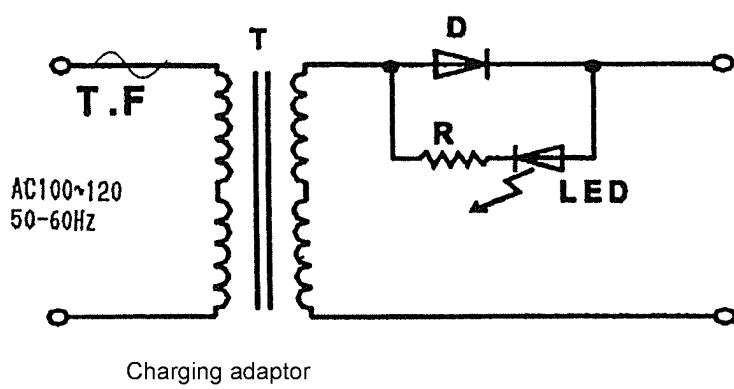 T
D
T.F
R
LED
AC100~120
50-60Hz
Charging adaptor